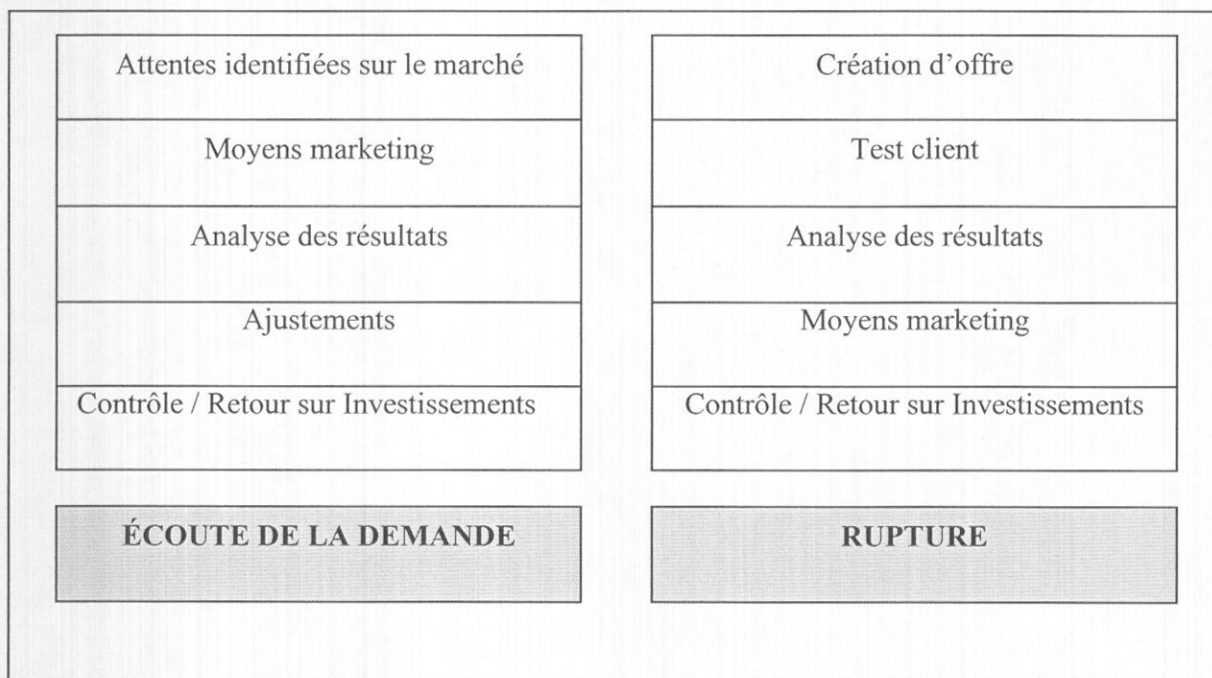 Attentes identifiées sur le marché
Moyens marketing
Analyse des résultats
Ajustements
Contrôle / Retour sur Investissements
ÉCOUTE DE LA DEMANDE
Création d’offre
Test client
Analyse des résultats
Moyens marketing
Contrôle / Retour sur Investissements
RUPTURE